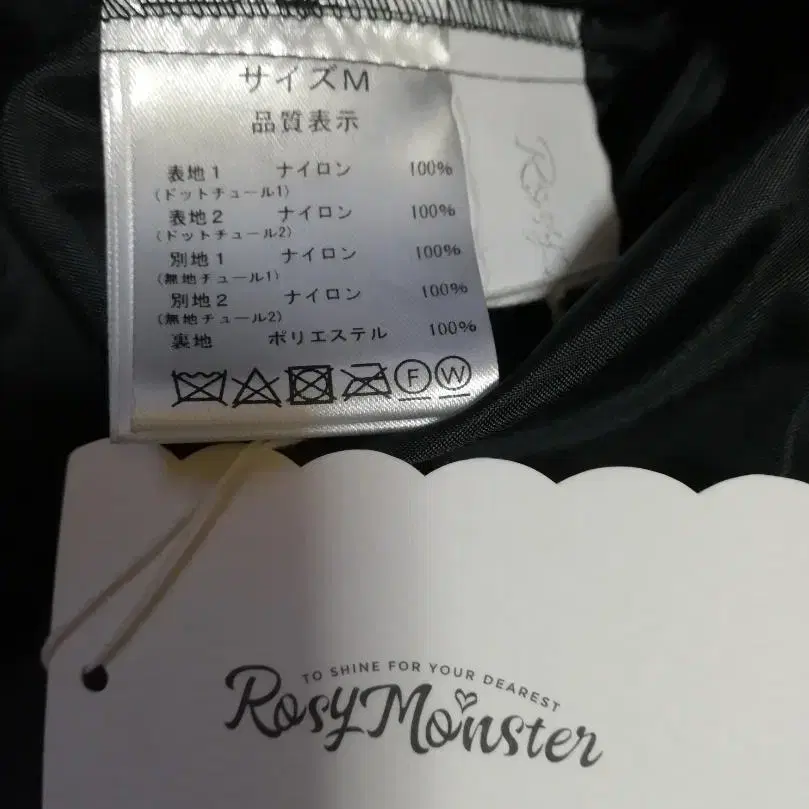 サイズM
品質表示
表地1 ナイロン 100%
(ドットチュール1)
表地2 ナイロン 100%
(ドットチュール2)
別地1 ナイロン 100%
(無地チュール1)
別地2 ナイロン 100%
(無地チュール2)
裏地 ポリエステル 100%
F W
Rosy
TO SHINE FOR YOUR DEAREST
RosyMonster